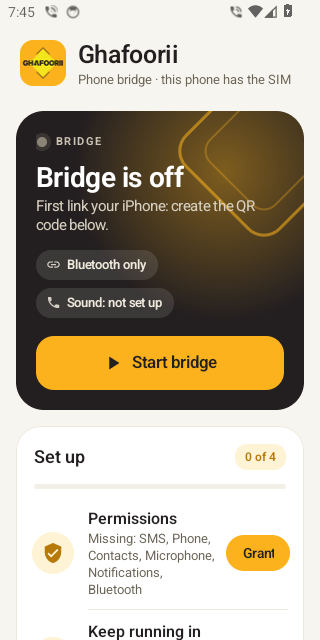 7:45
GHAFOORII
Ghafoorii
Phone bridge · this phone has the SIM
BRIDGE
Bridge is off
First link your iPhone: create the QR
code below.
Bluetooth only
Sound: not set up
Start bridge
Set up
0 of 4
Permissions
Missing: SMS, Phone,
Contacts, Microphone,
Notifications,
Bluetooth
Grant
Keep running in